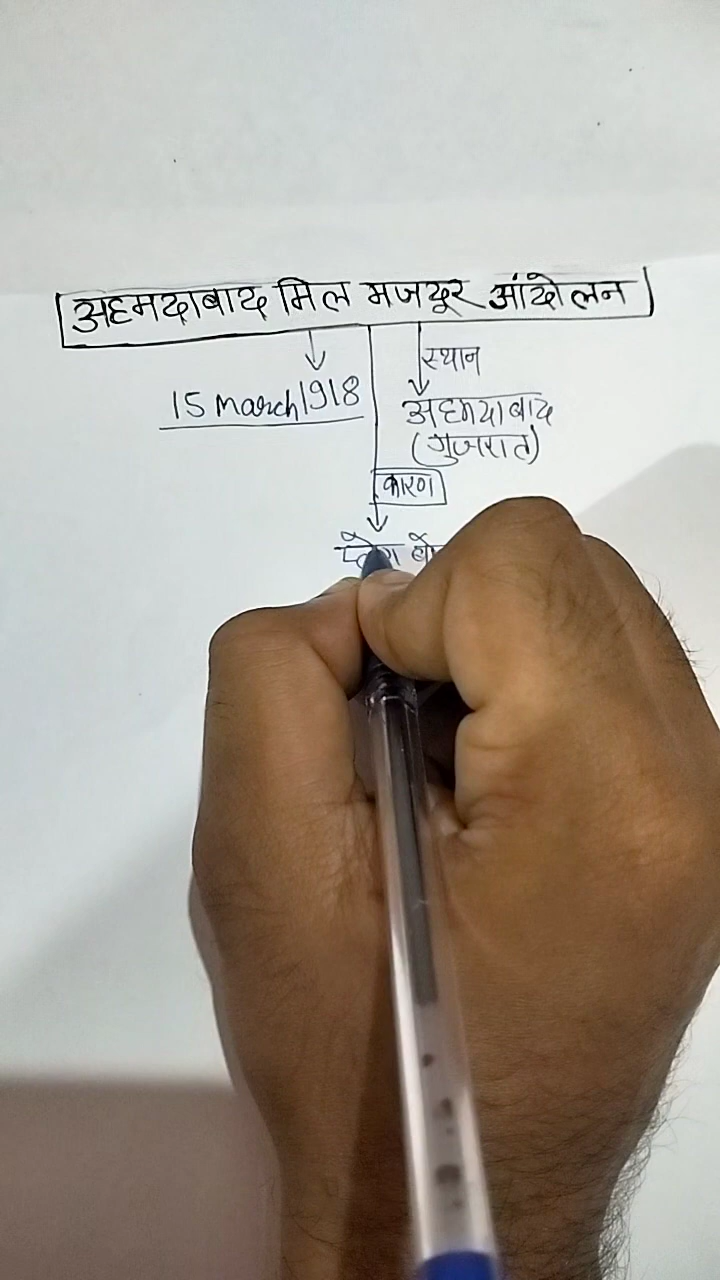 अहमदाबाद मिल मजदूर आंदोलन
स्थान
15 march 1918
अहमदाबाद
(गुजरात)
कारण
प्लेग